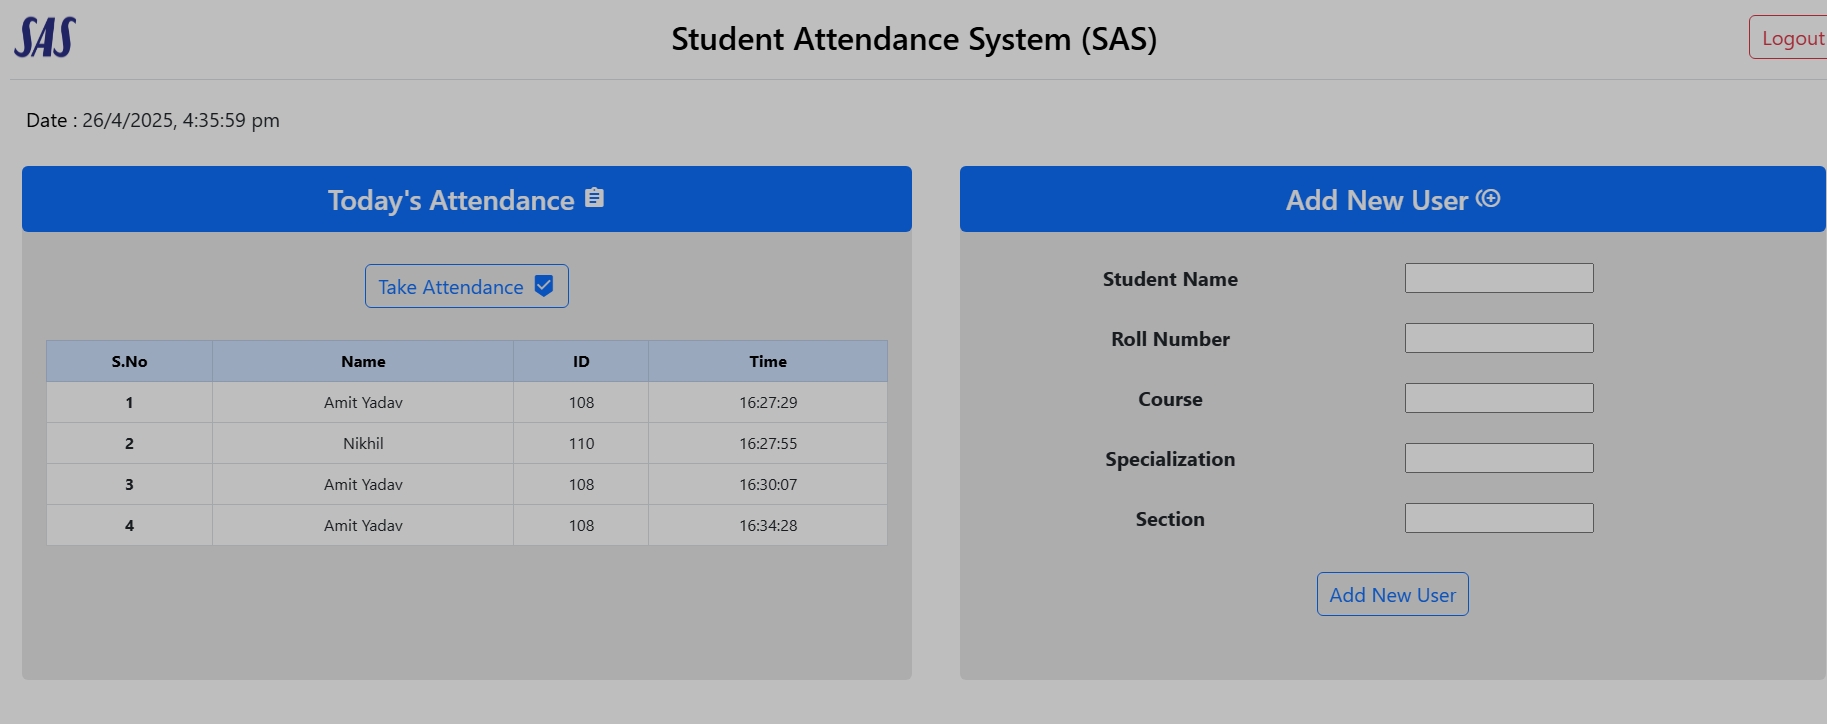 SAS
Student Attendance System (SAS)
Logout
Date : 26/4/2025, 4:35:59 pm
Today's Attendance
Take Attendance
S.No Name ID Time
1 Amit Yadav 108 16:27:29
2 Nikhil 110 16:27:55
3 Amit Yadav 108 16:30:07
4 Amit Yadav 108 16:34:28
Add New User
Student Name
Roll Number
Course
Specialization
Section
Add New User